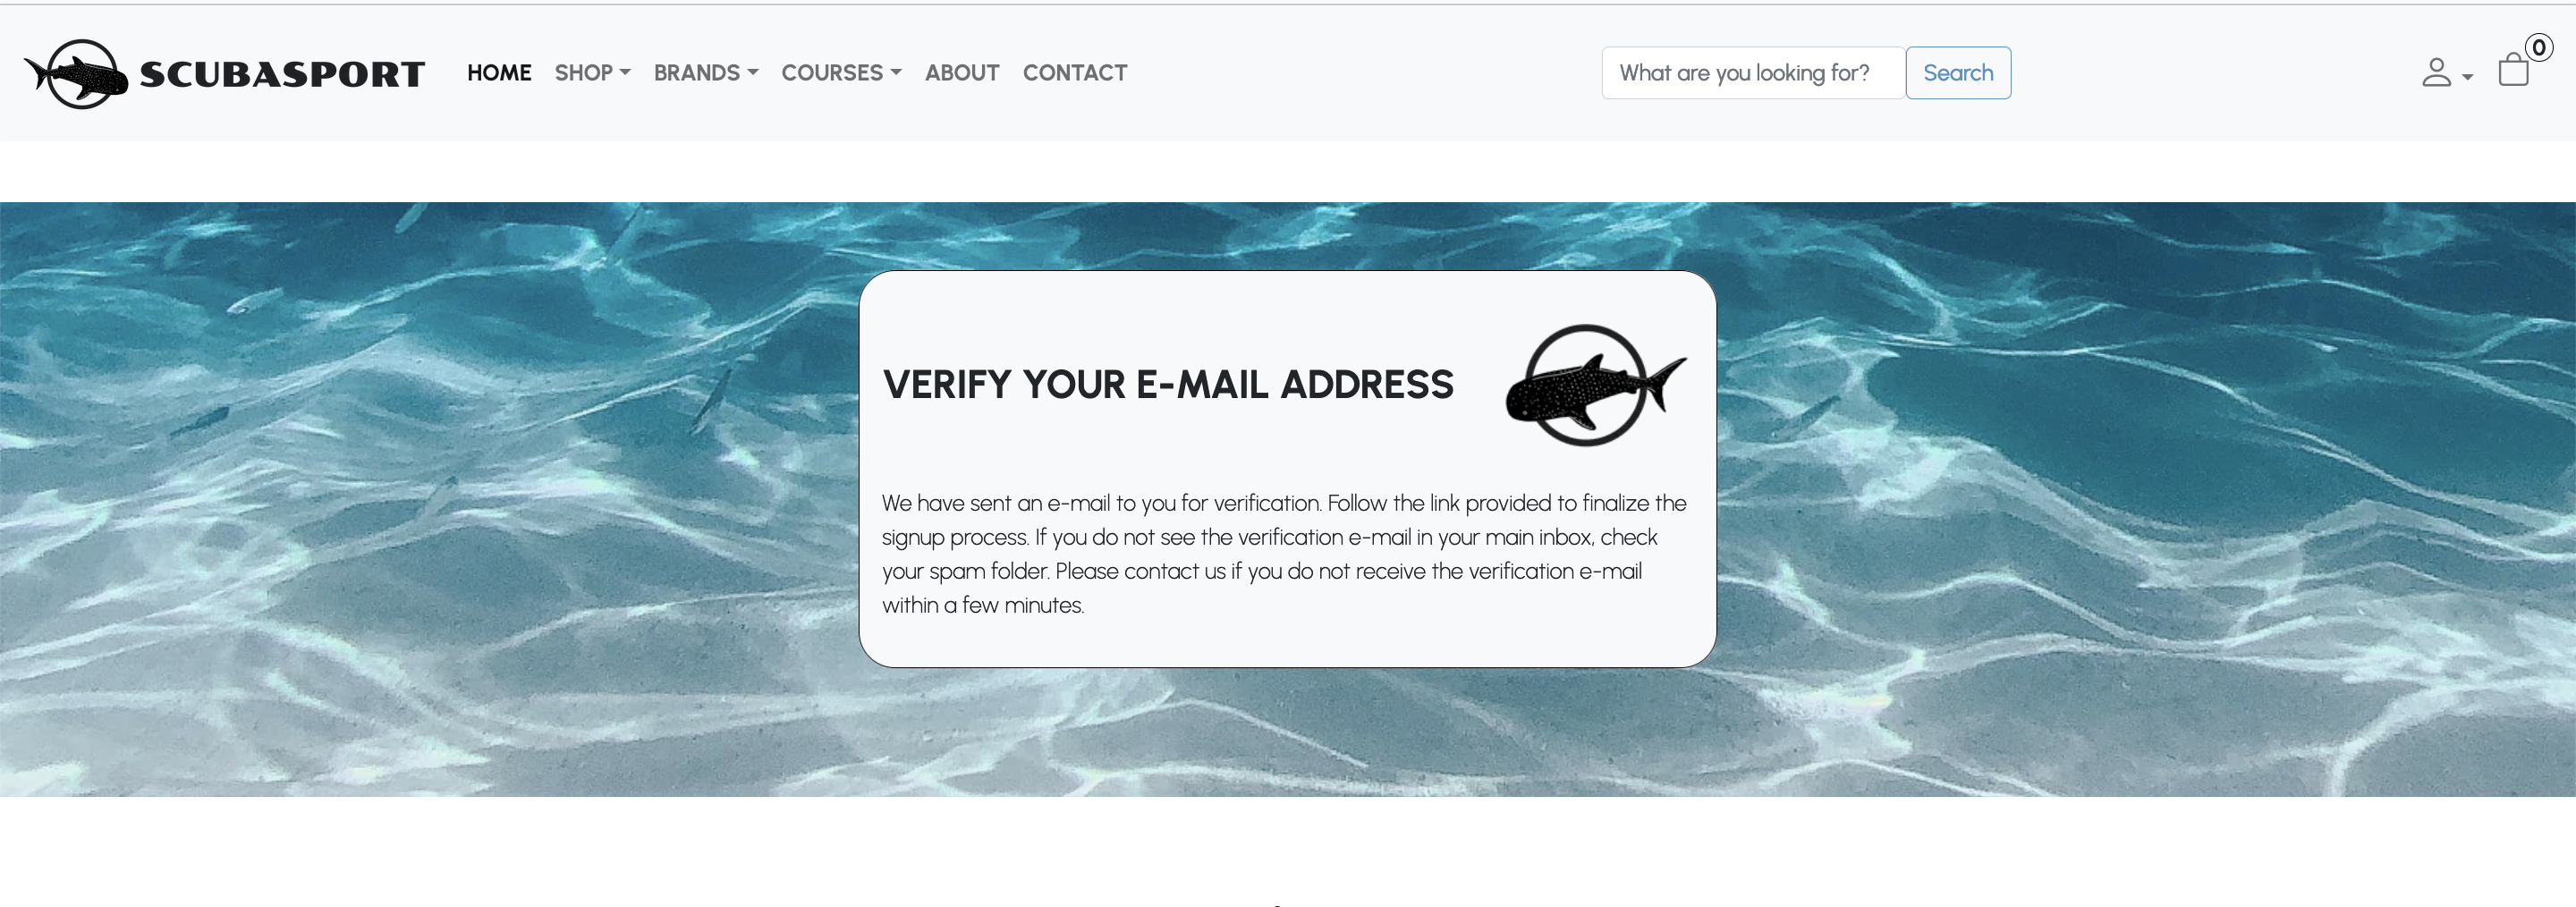 SCUBASPORT HOME SHOP BRANDS COURSES ABOUT CONTACT What are you looking for? Search 0
VERIFY YOUR E-MAIL ADDRESS
We have sent an e-mail to you for verification. Follow the link provided to finalize the
signup process. If you do not see the verification e-mail in your main inbox, check
your spam folder. Please contact us if you do not receive the verification e-mail
within a few minutes.